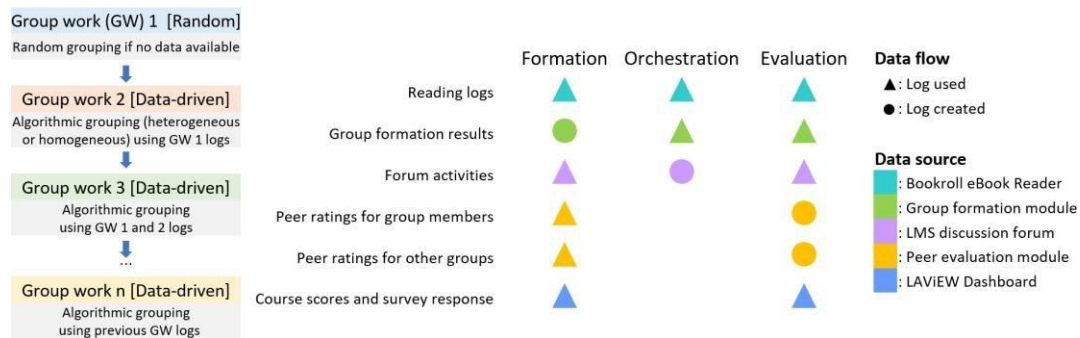 Group work (GW) 1 [Random]
Random grouping if no data available
Group work 2 [Data-driven]
Algorithmic grouping (heterogeneous
or homogeneous) using GW 1 logs
Group work 3 [Data-driven]
Algorithmic grouping
using GW 1 and 2 logs
...
Group work n [Data-driven]
Algorithmic grouping
using previous GW logs
Formation Orchestration Evaluation
Reading logs
Group formation results
Forum activities
Peer ratings for group members
Peer ratings for other groups
Course scores and survey response
Data flow
: Log used
: Log created
Data source
: Bookroll eBook Reader
: Group formation module
: LMS discussion forum
: Peer evaluation module
: LAViEW Dashboard